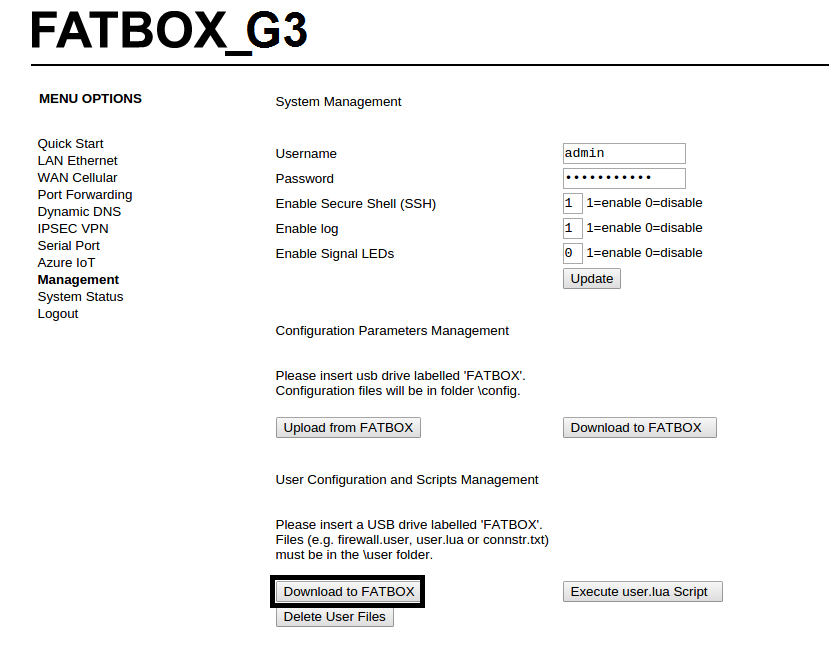 FATBOX_G3
MENU OPTIONS
Quick Start
LAN Ethernet
WAN Cellular
Port Forwarding
Dynamic DNS
IPSEC VPN
Serial Port
Azure IoT
Management
System Status
Logout
System Management
Username admin
Password •••••••••••
Enable Secure Shell (SSH) 1 1=enable 0=disable
Enable log 1 1=enable 0=disable
Enable Signal LEDs 0 1=enable 0=disable
Update
Configuration Parameters Management
Please insert usb drive labelled 'FATBOX'.
Configuration files will be in folder \config.
Upload from FATBOX Download to FATBOX
User Configuration and Scripts Management
Please insert a USB drive labelled 'FATBOX'.
Files (e.g. firewall.user, user.lua or connstr.txt)
must be in the \user folder.
Download to FATBOX Execute user.lua Script
Delete User Files